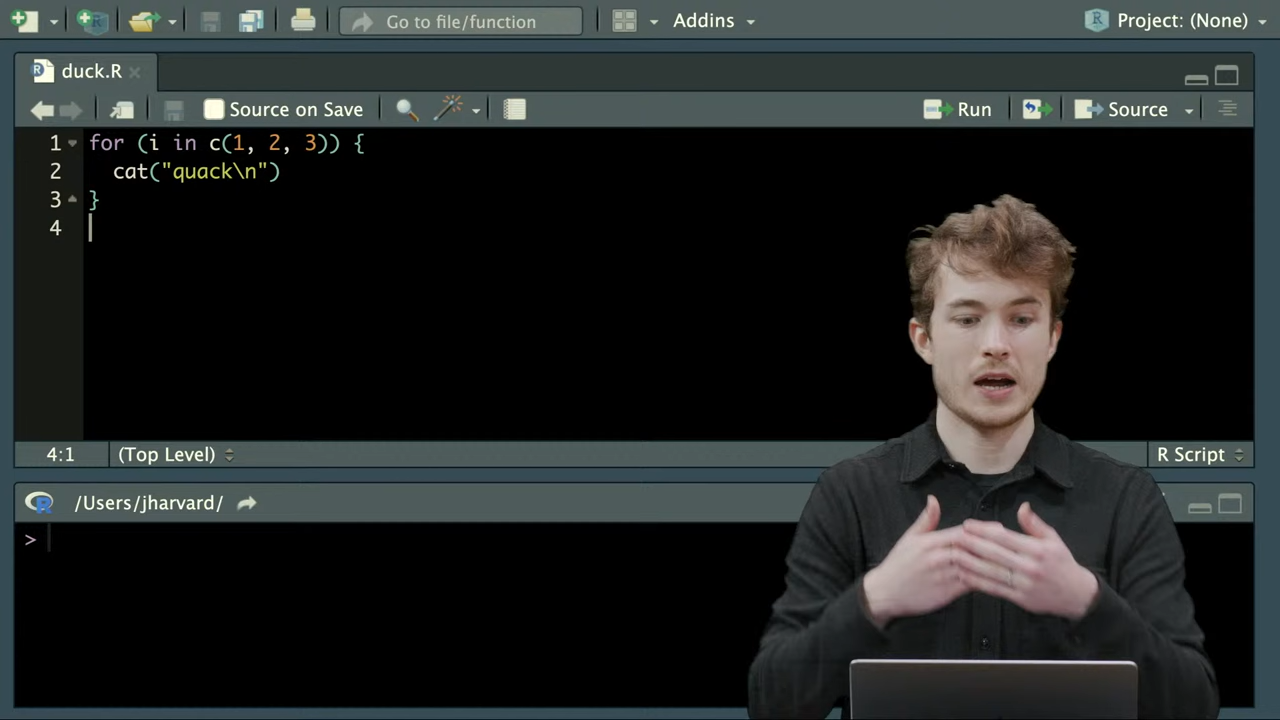 Go to file/function
Addins
Project: (None)
duck.R
Source on Save
Run
Source
1 for (i in c(1, 2, 3)) {
2 cat("quack\n")
3 }
4
4:1
(Top Level)
R Script
/Users/jharvard/
>